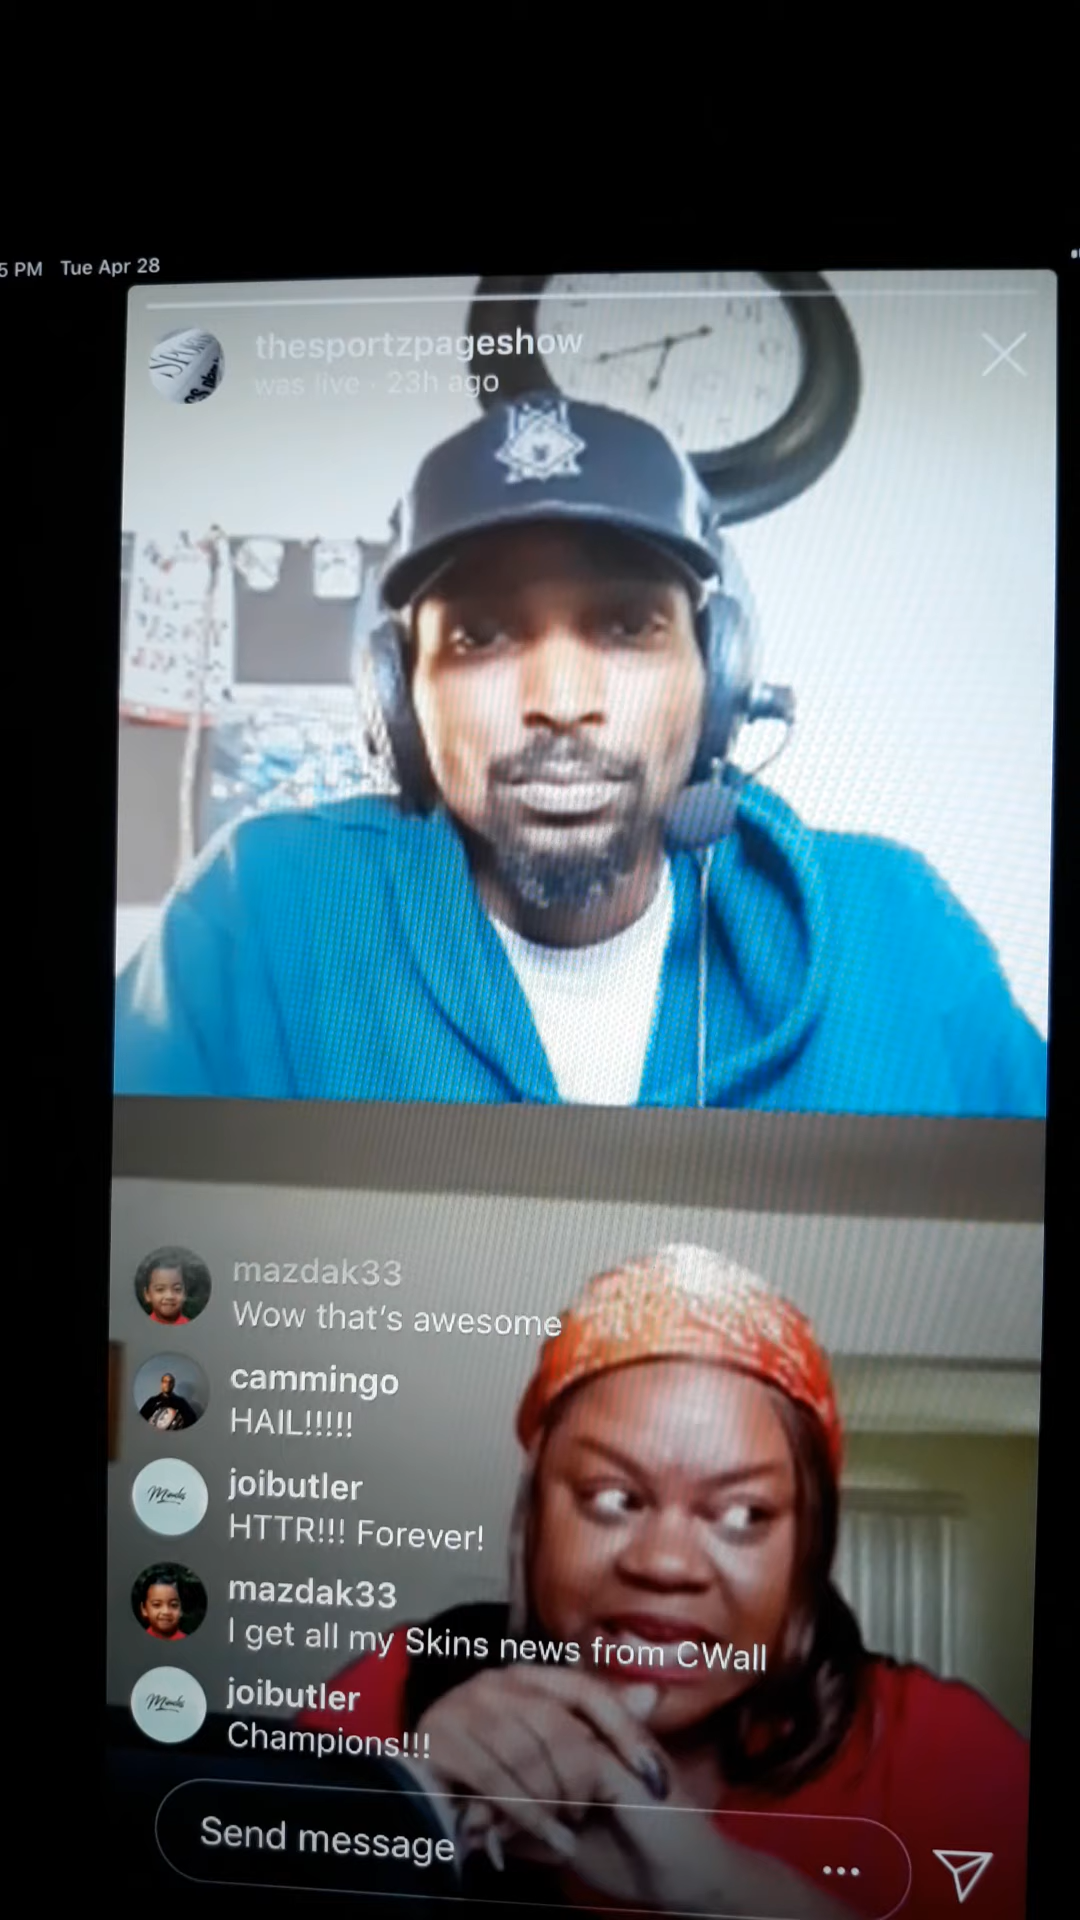 5 PM Tue Apr 28
thesportzpageshow
was live · 23h ago
mazdak33
Wow that's awesome
cammingo
HAIL!!!!!
joibutler
HTTR!!! Forever!
mazdak33
I get all my Skins news from CWall
joibutler
Champions!!!
Send message